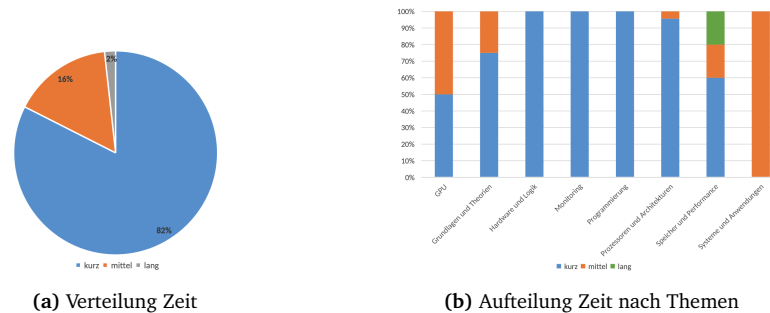 2%
16%
82%
kurz mittel lang
(a) Verteilung Zeit
100%
90%
80%
70%
60%
50%
40%
30%
20%
10%
0%
GPU
Grundlagen und Theorien
Hardware und Logik
Monitoring
Programmierung
Prozessoren und Architekturen
Speicher und Performance
Systeme und Anwendungen
kurz mittel lang
(b) Aufteilung Zeit nach Themen